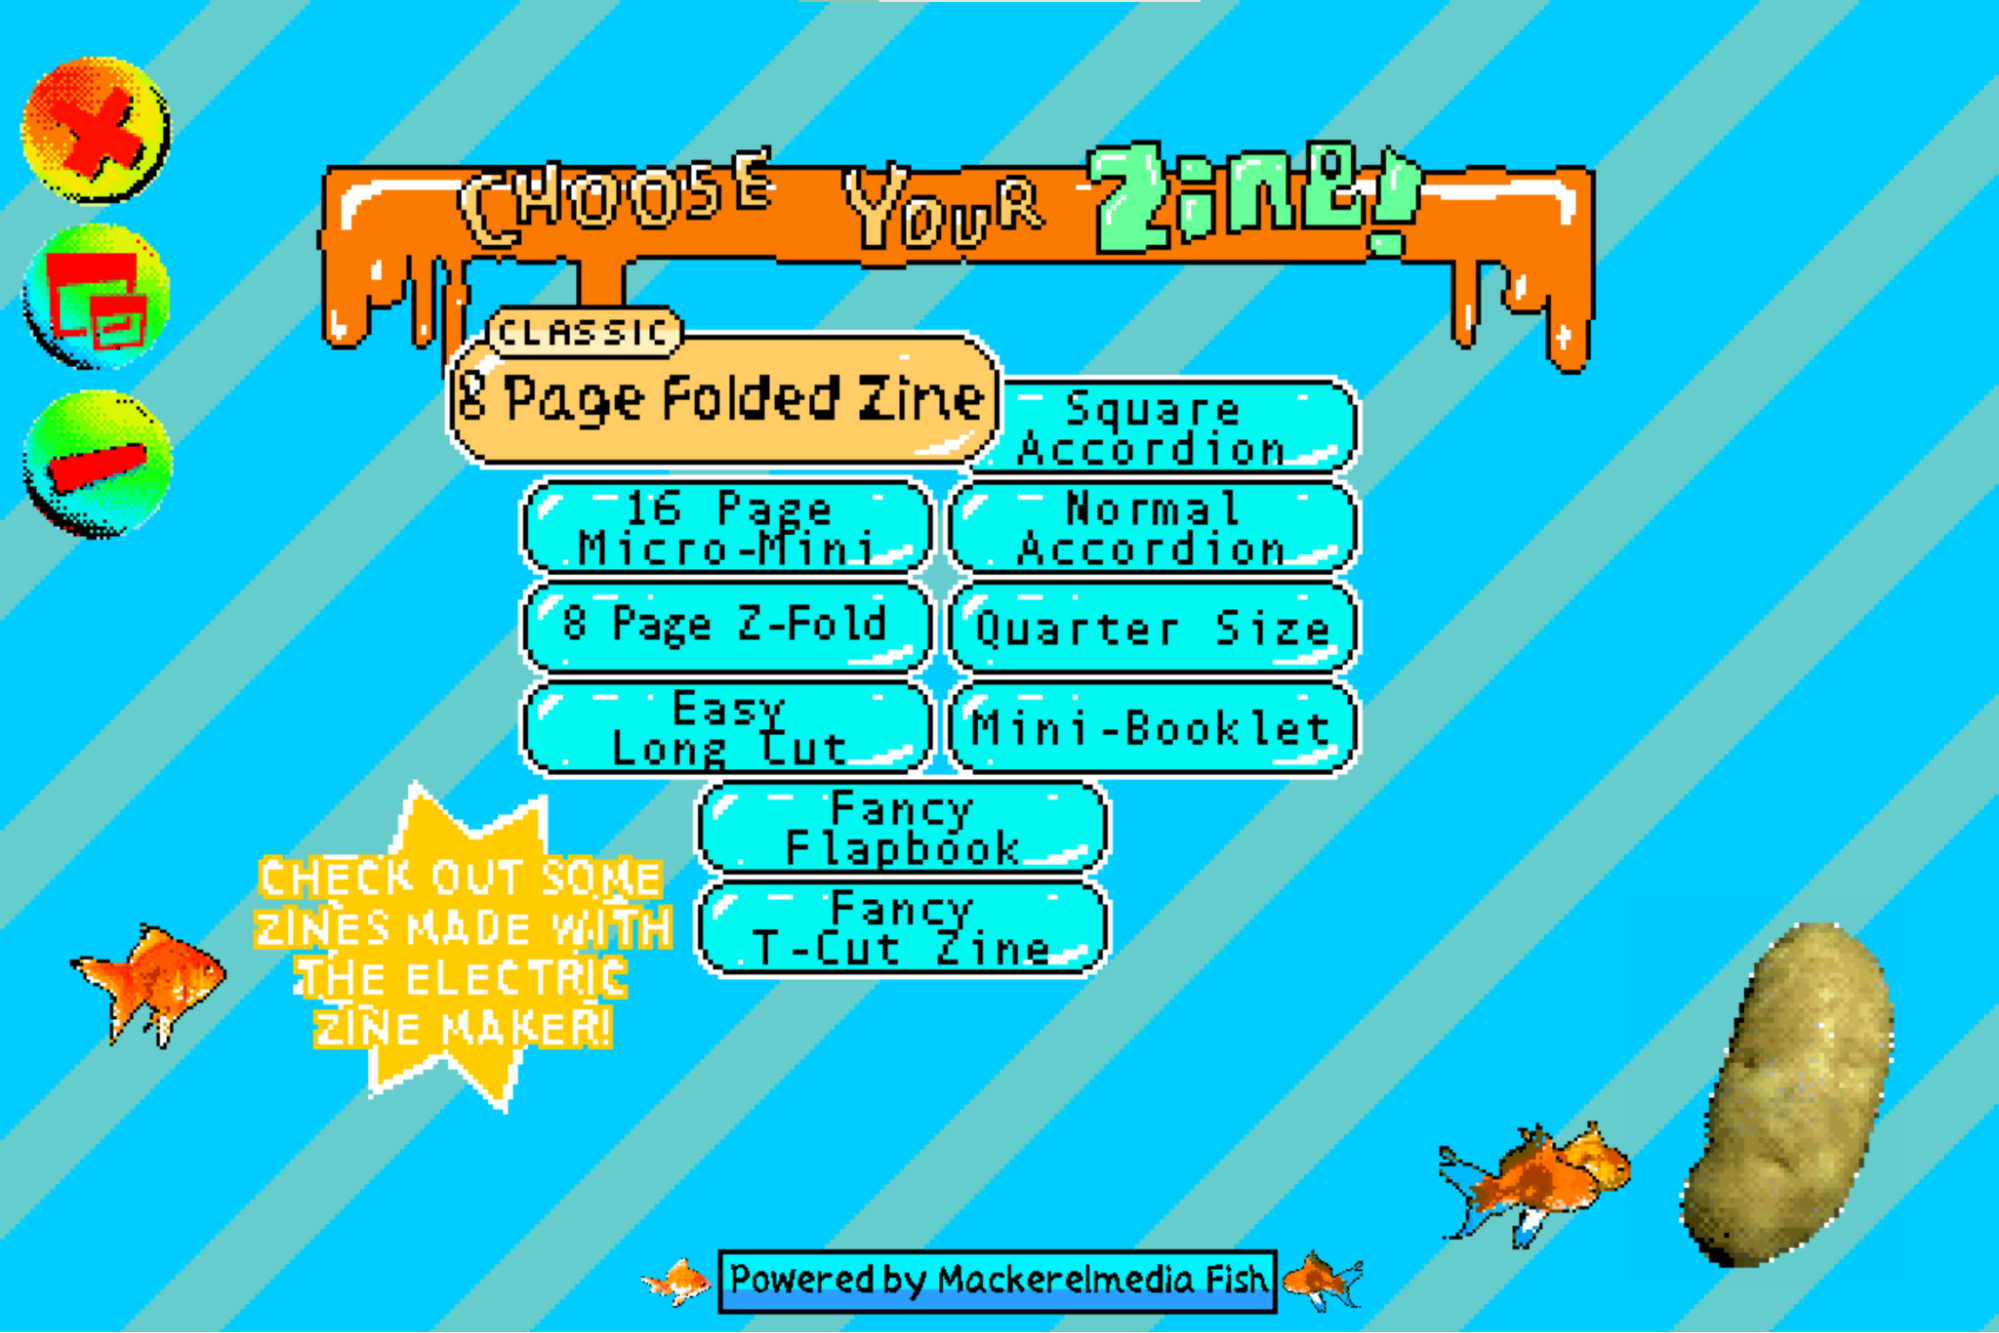 CHOOSE YOUR ZINE!
CLASSIC
8 Page Folded Zine
Square
Accordion
16 Page
Micro-Mini
Normal
Accordion
8 Page Z-Fold
Quarter Size
Easy
Long Cut
Mini-Booklet
Fancy
Flapbook
Fancy
T-Cut Zine
CHECK OUT SOME
ZINES MADE WITH
THE ELECTRIC
ZINE MAKER!
Powered by Mackerelmedia Fish